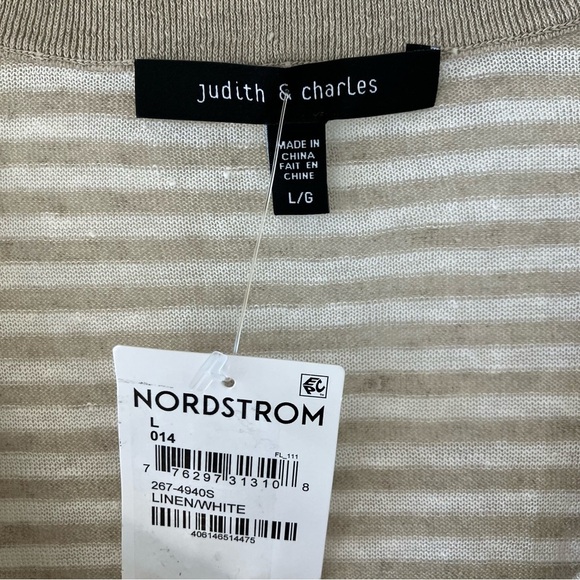 judith & charles
MADE IN
CHINA
FAIT EN
CHINE
L/G
NORDSTROM
L
014
FL_111
7 76297 31310 8
267-4940S
LINEN/WHITE
406146514475